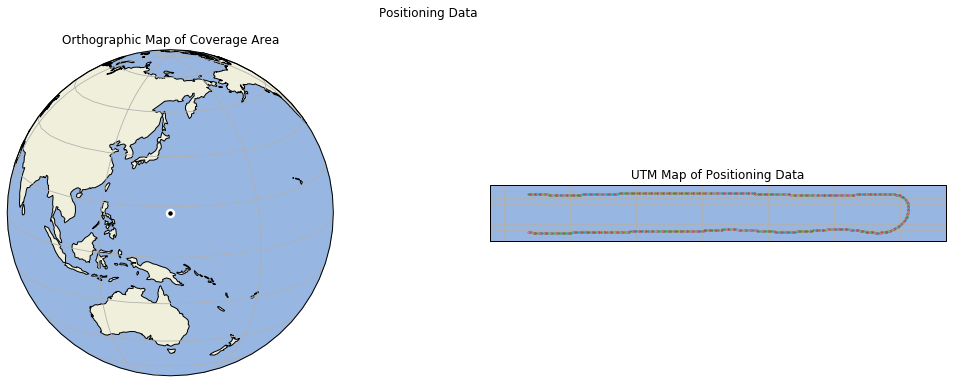 Positioning Data
Orthographic Map of Coverage Area
UTM Map of Positioning Data